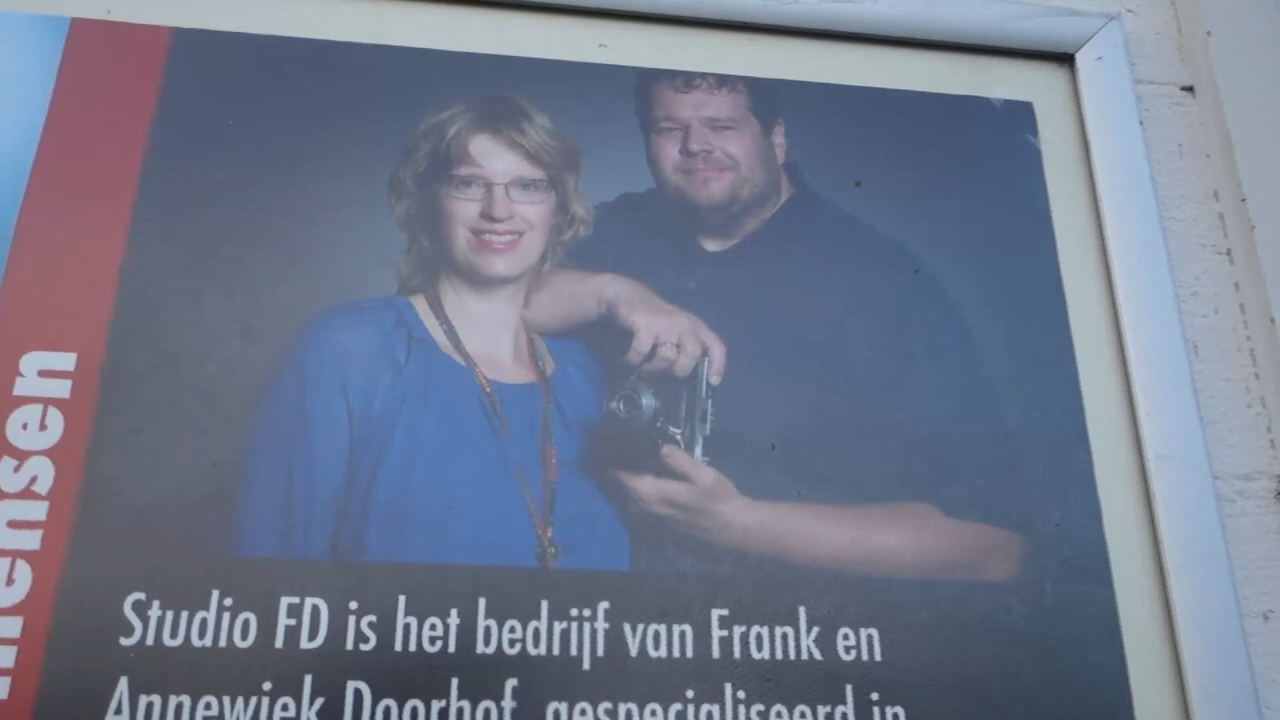 mensen
Studio FD is het bedrijf van Frank en
Annewiek Doorhof, gespecialiseerd in